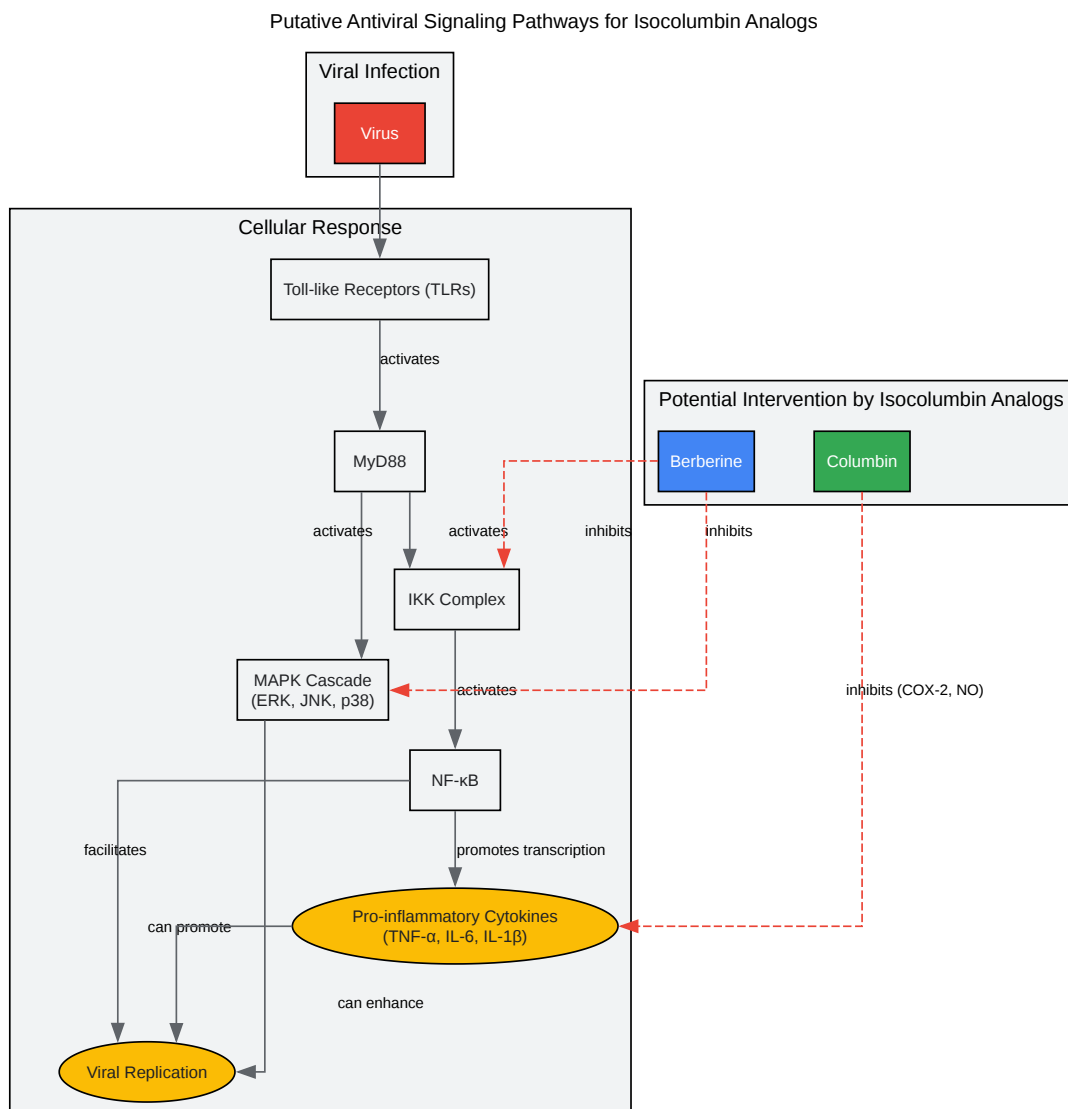 Putative Antiviral Signaling Pathways for Isocolumbin Analogs
Viral Infection
Virus
Cellular Response
Toll-like Receptors (TLRs)
activates
Potential Intervention by Isocolumbin Analogs
MyD88
Berberine
Columbin
activates
activates
inhibits
inhibits
IKK Complex
MAPK Cascade
(ERK, JNK, p38)
activates
inhibits (COX-2, NO)
NF-κB
facilitates
promotes transcription
Pro-inflammatory Cytokines
(TNF-α, IL-6, IL-1β)
can promote
can enhance
Viral Replication